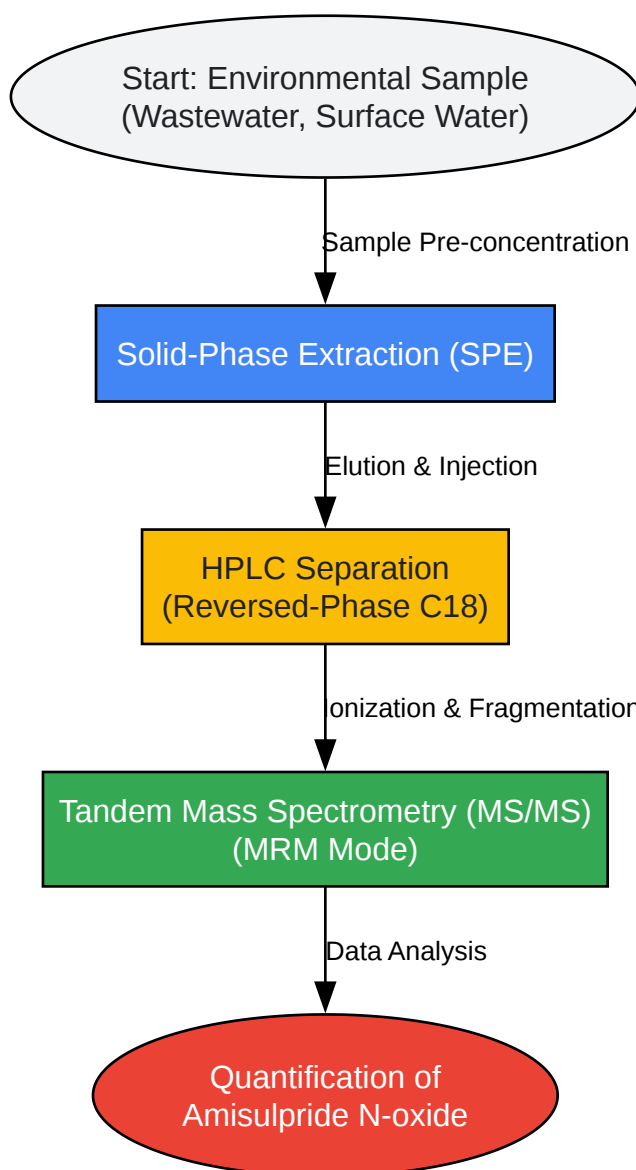 Start: Environmental Sample
(Wastewater, Surface Water)
Sample Pre-concentration
Solid-Phase Extraction (SPE)
Elution & Injection
HPLC Separation
(Reversed-Phase C18)
Ionization & Fragmentation
Tandem Mass Spectrometry (MS/MS)
(MRM Mode)
Data Analysis
Quantification of
Amisulpride N-oxide